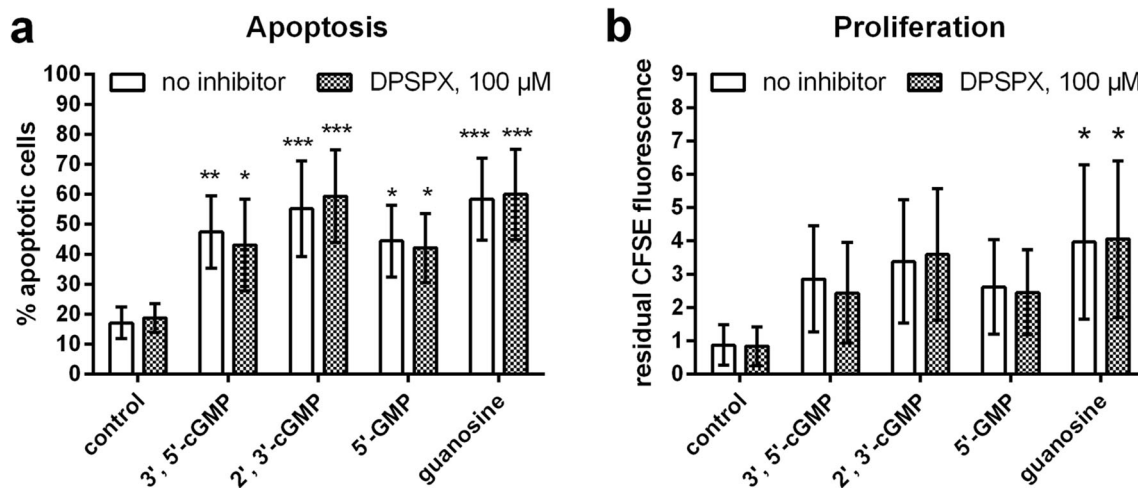 a
Apoptosis
no inhibitor
DPSPX, 100 µM
% apoptotic cells
100
90
80
70
60
50
40
30
20
10
0
**
*
***
***
*
*
***
***
control
3', 5'-cGMP
2', 3'-cGMP
5'-GMP
guanosine
b
Proliferation
no inhibitor
DPSPX, 100 µM
residual CFSE fluorescence
9
8
7
6
5
4
3
2
1
0
*
*
control
3', 5'-cGMP
2', 3'-cGMP
5'-GMP
guanosine